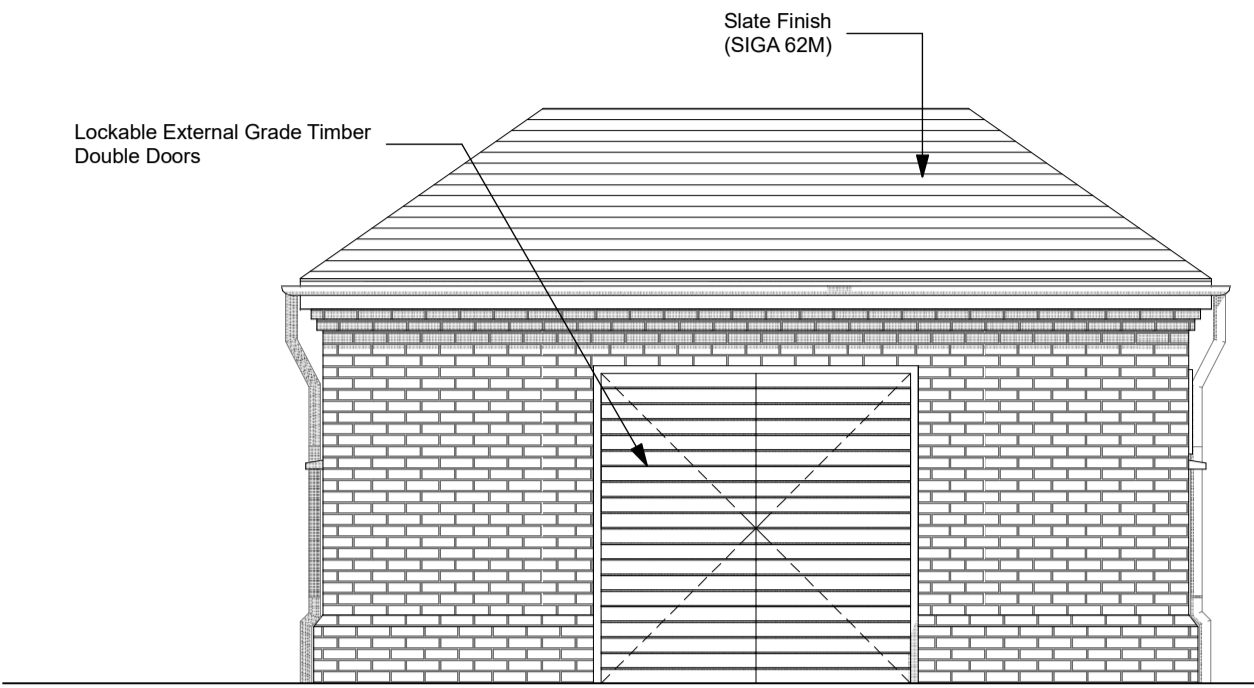 Slate Finish
(SIGA 62M)
Lockable External Grade Timber
Double Doors